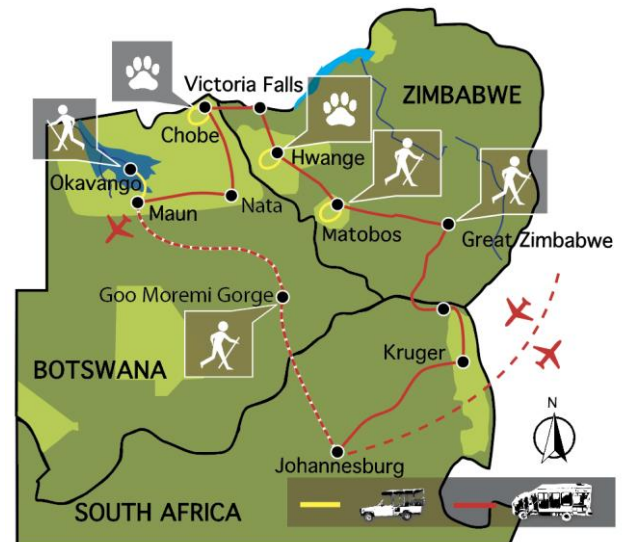 Victoria Falls
ZIMBABWE
Chobe
Hwange
Okavango
Nata
Maun
Matobos
Great Zimbabwe
Goo Moremi Gorge
Kruger
BOTSWANA
N
Johannesburg
SOUTH AFRICA